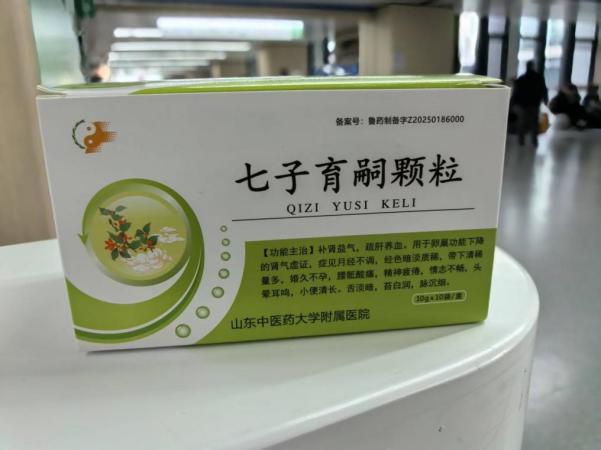 备案号：鲁药制备字Z20250186000
七子育嗣颗粒
QIZI YUSI KELI
【功能主治】补肾益气，疏肝养血。用于卵巢功能下降
的肾气虚证，症见月经不调，经色暗淡质稀，带下清稀
量多，婚久不孕，腰骶酸痛，精神疲倦，情志不畅，头
晕耳鸣，小便清长。舌淡暗，苔白润，脉沉细。
10g×10袋/盒
山东中医药大学附属医院